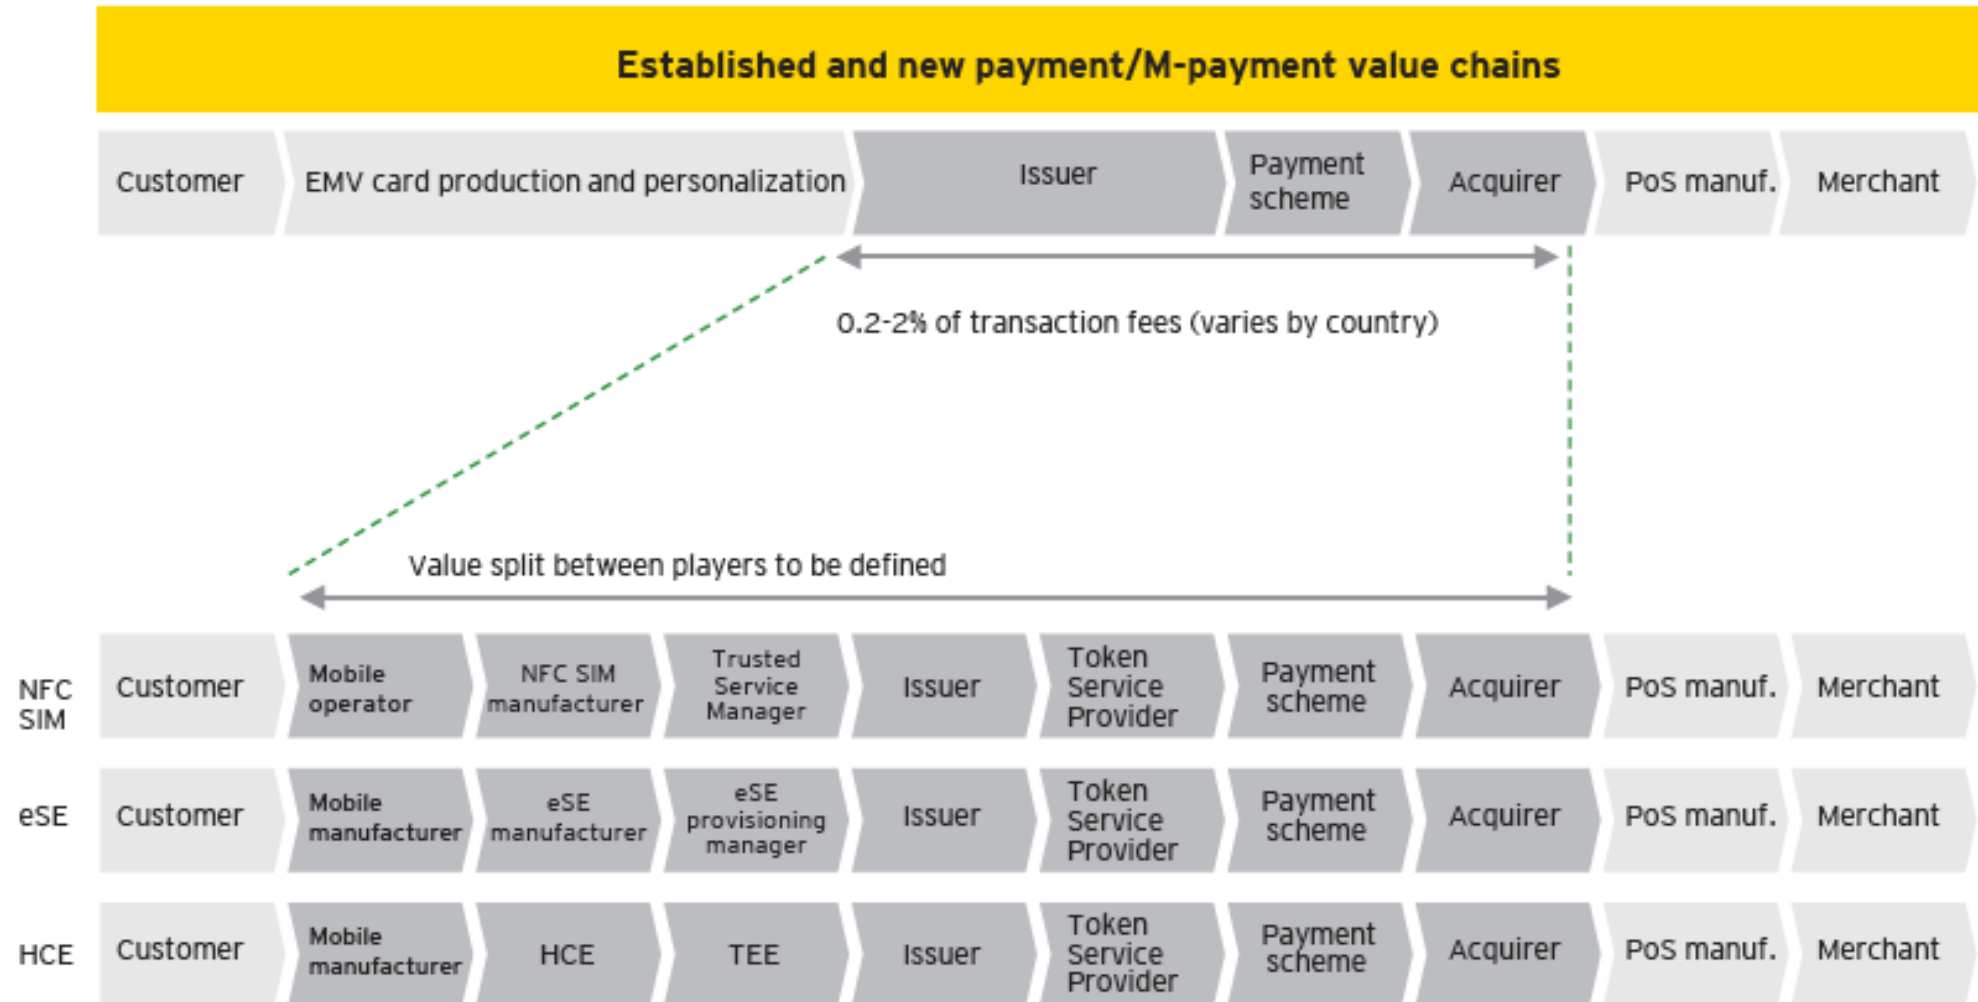 Established and new payment/M-payment value chains
Customer
EMV card production and personalization
Issuer
Payment
scheme
Acquirer
PoS manuf.
Merchant
0.2-2% of transaction fees (varies by country)
Value split between players to be defined
NFC
SIM
Customer
Mobile
operator
NFC SIM
manufacturer
Trusted
Service
Manager
Issuer
Token
Service
Provider
Payment
scheme
Acquirer
PoS manuf.
Merchant
eSE
Customer
Mobile
manufacturer
eSE
manufacturer
eSE
provisioning
manager
Issuer
Token
Service
Provider
Payment
scheme
Acquirer
PoS manuf.
Merchant
HCE
Customer
Mobile
manufacturer
HCE
TEE
Issuer
Token
Service
Provider
Payment
scheme
Acquirer
PoS manuf.
Merchant